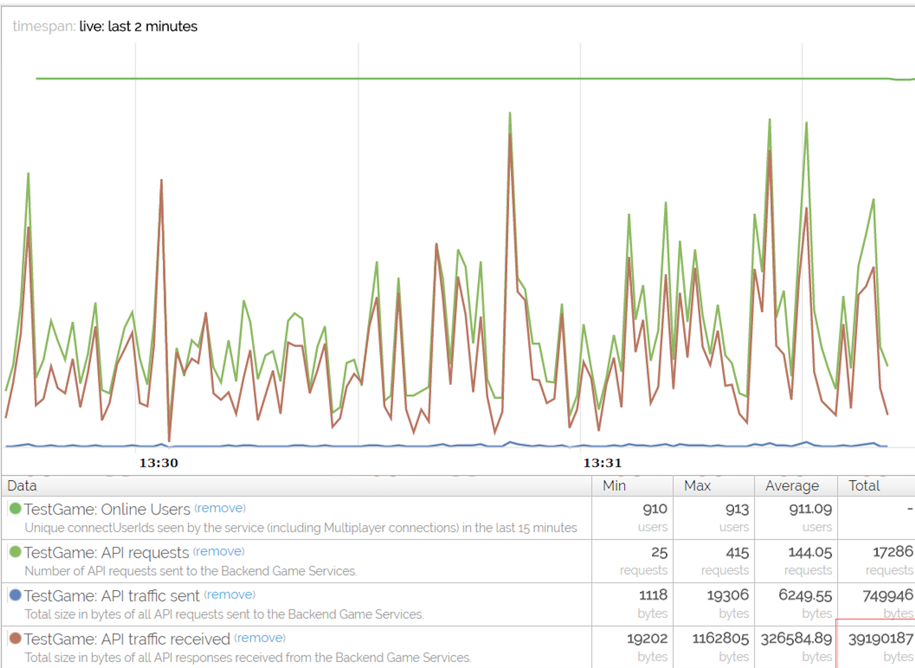 timespan: live: last 2 minutes
13:30
13:31
Data Min Max Average Total
TestGame: Online Users (remove) 910 913 911.09 -
Unique connectUserIds seen by the service (including Multiplayer connections) in the last 15 minutes users users users
TestGame: API requests (remove) 25 415 144.05 17286
Number of API requests sent to the Backend Game Services. requests requests requests requests
TestGame: API traffic sent (remove) 1118 19306 6249.55 749946
Total size in bytes of all API requests sent to the Backend Game Services. bytes bytes bytes bytes
TestGame: API traffic received (remove) 19202 1162805 326584.89 39190187
Total size in bytes of all API responses received from the Backend Game Services. bytes bytes bytes bytes